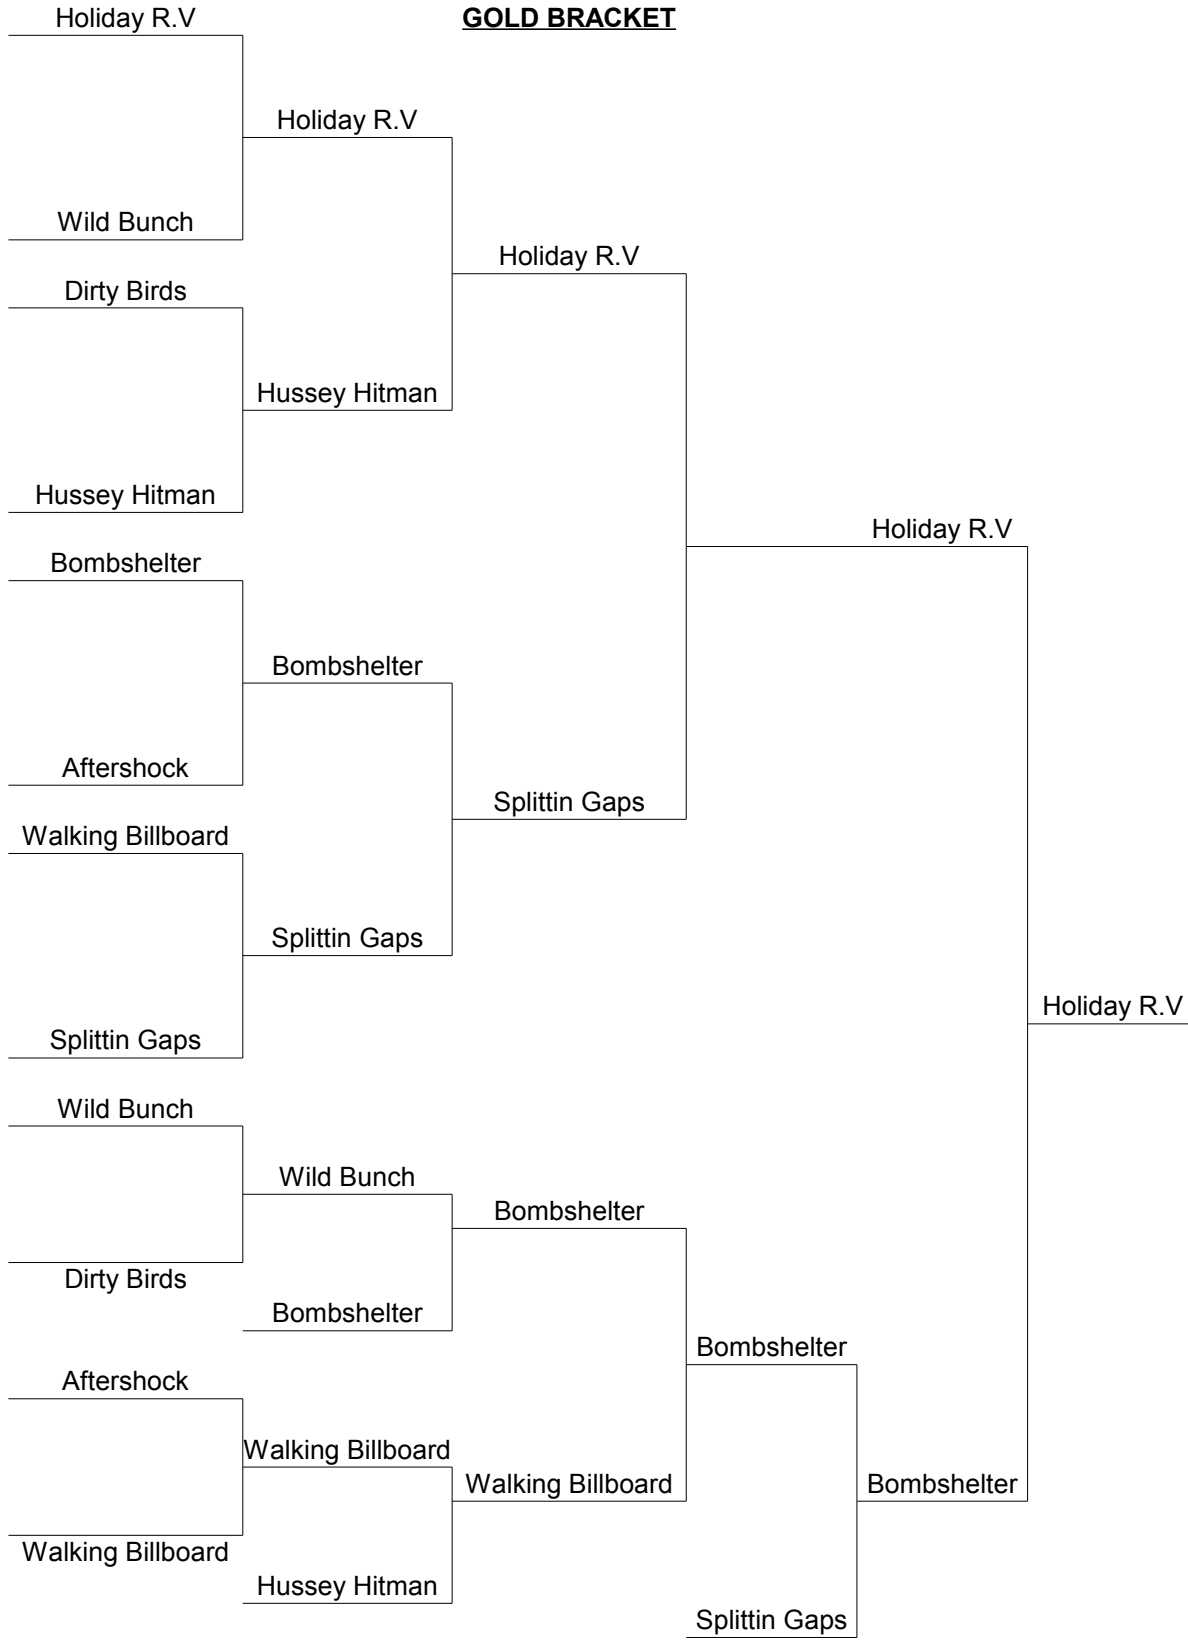 Holiday R.V
GOLD BRACKET
Holiday R.V
Wild Bunch
Holiday R.V
Dirty Birds
Hussey Hitman
Hussey Hitman
Holiday R.V
Bombshelter
Bombshelter
Aftershock
Splittin Gaps
Walking Billboard
Splittin Gaps
Holiday R.V
Splittin Gaps
Wild Bunch
Wild Bunch
Bombshelter
Dirty Birds
Bombshelter
Bombshelter
Aftershock
Walking Billboard
Walking Billboard
Bombshelter
Walking Billboard
Hussey Hitman
Splittin Gaps